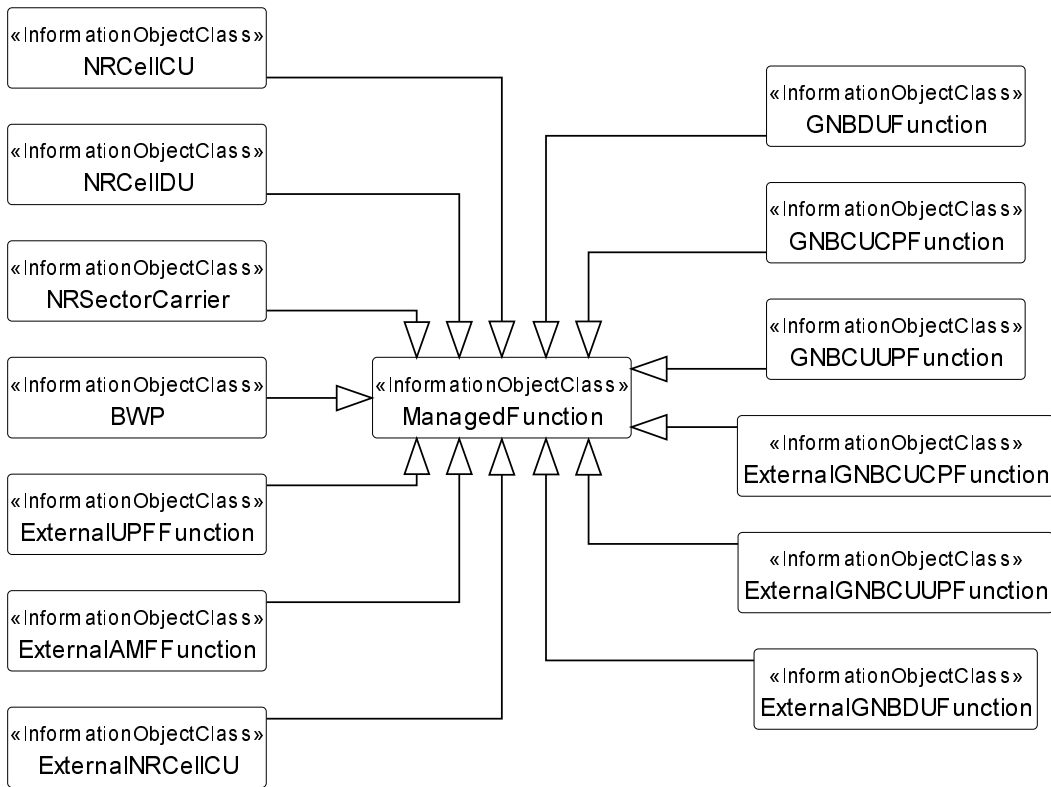 «InformationObjectClass»
NRCellCU
«InformationObjectClass»
NRCellDU
«InformationObjectClass»
NRSectorCarrier
«InformationObjectClass»
BWP
«InformationObjectClass»
ExternalUPFFunction
«InformationObjectClass»
ExternalAMFFunction
«InformationObjectClass»
ExternalNRCellCU
«InformationObjectClass»
ManagedFunction
«InformationObjectClass»
GNBDUFunction
«InformationObjectClass»
GNBCUCPFunction
«InformationObjectClass»
GNBCUUPFunction
«InformationObjectClass»
ExternalGNBCUCPFunction
«InformationObjectClass»
ExternalGNBCUUPFunction
«InformationObjectClass»
ExternalGNBDUFunction